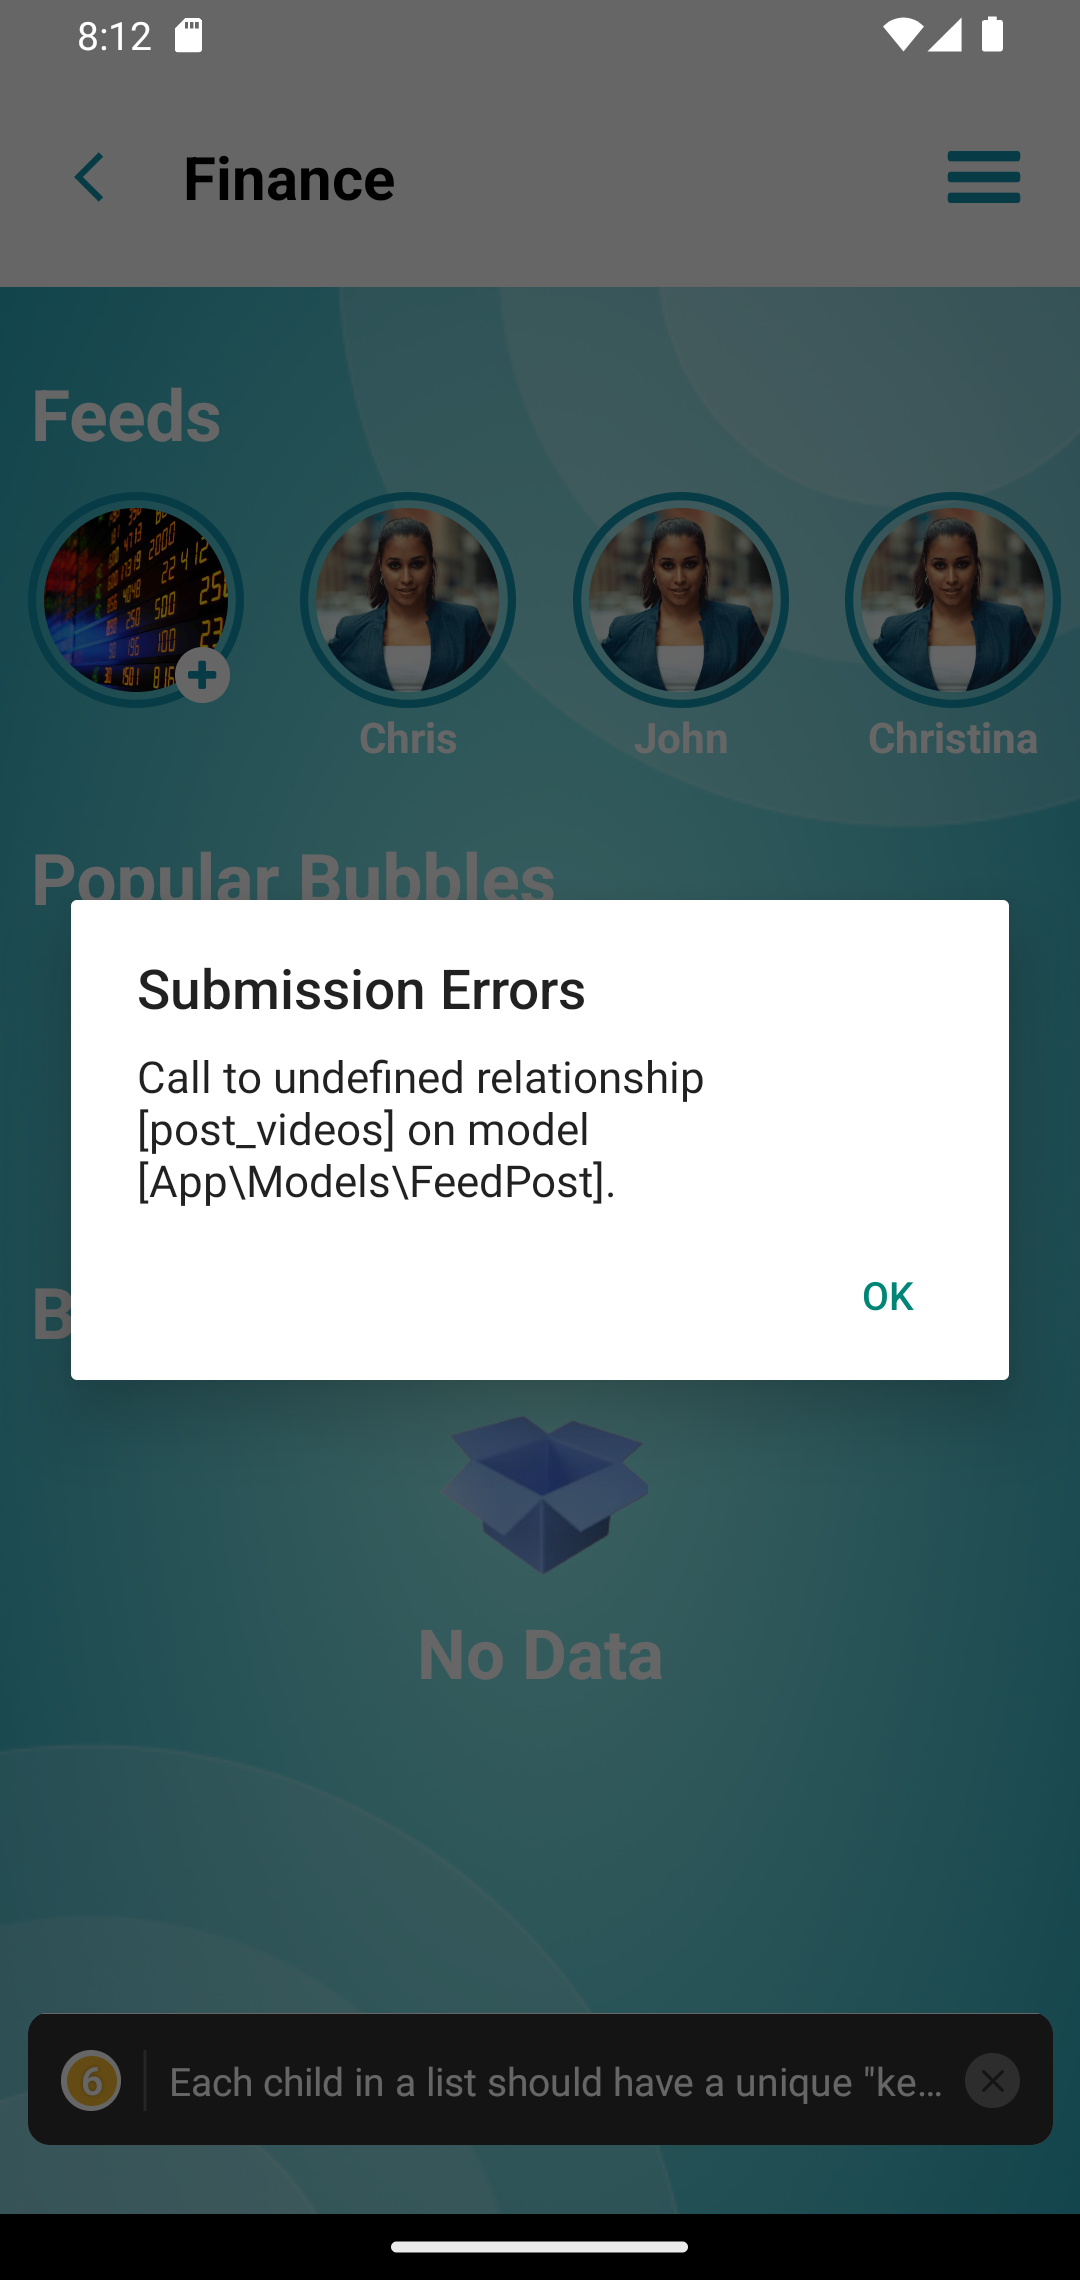 8:12
Finance
Feeds
Chris
John
Christina
Popular Bubbles
Submission Errors
Call to undefined relationship
[post_videos] on model
[App\Models\FeedPost].
OK
B
No Data
6
Each child in a list should have a unique "ke...